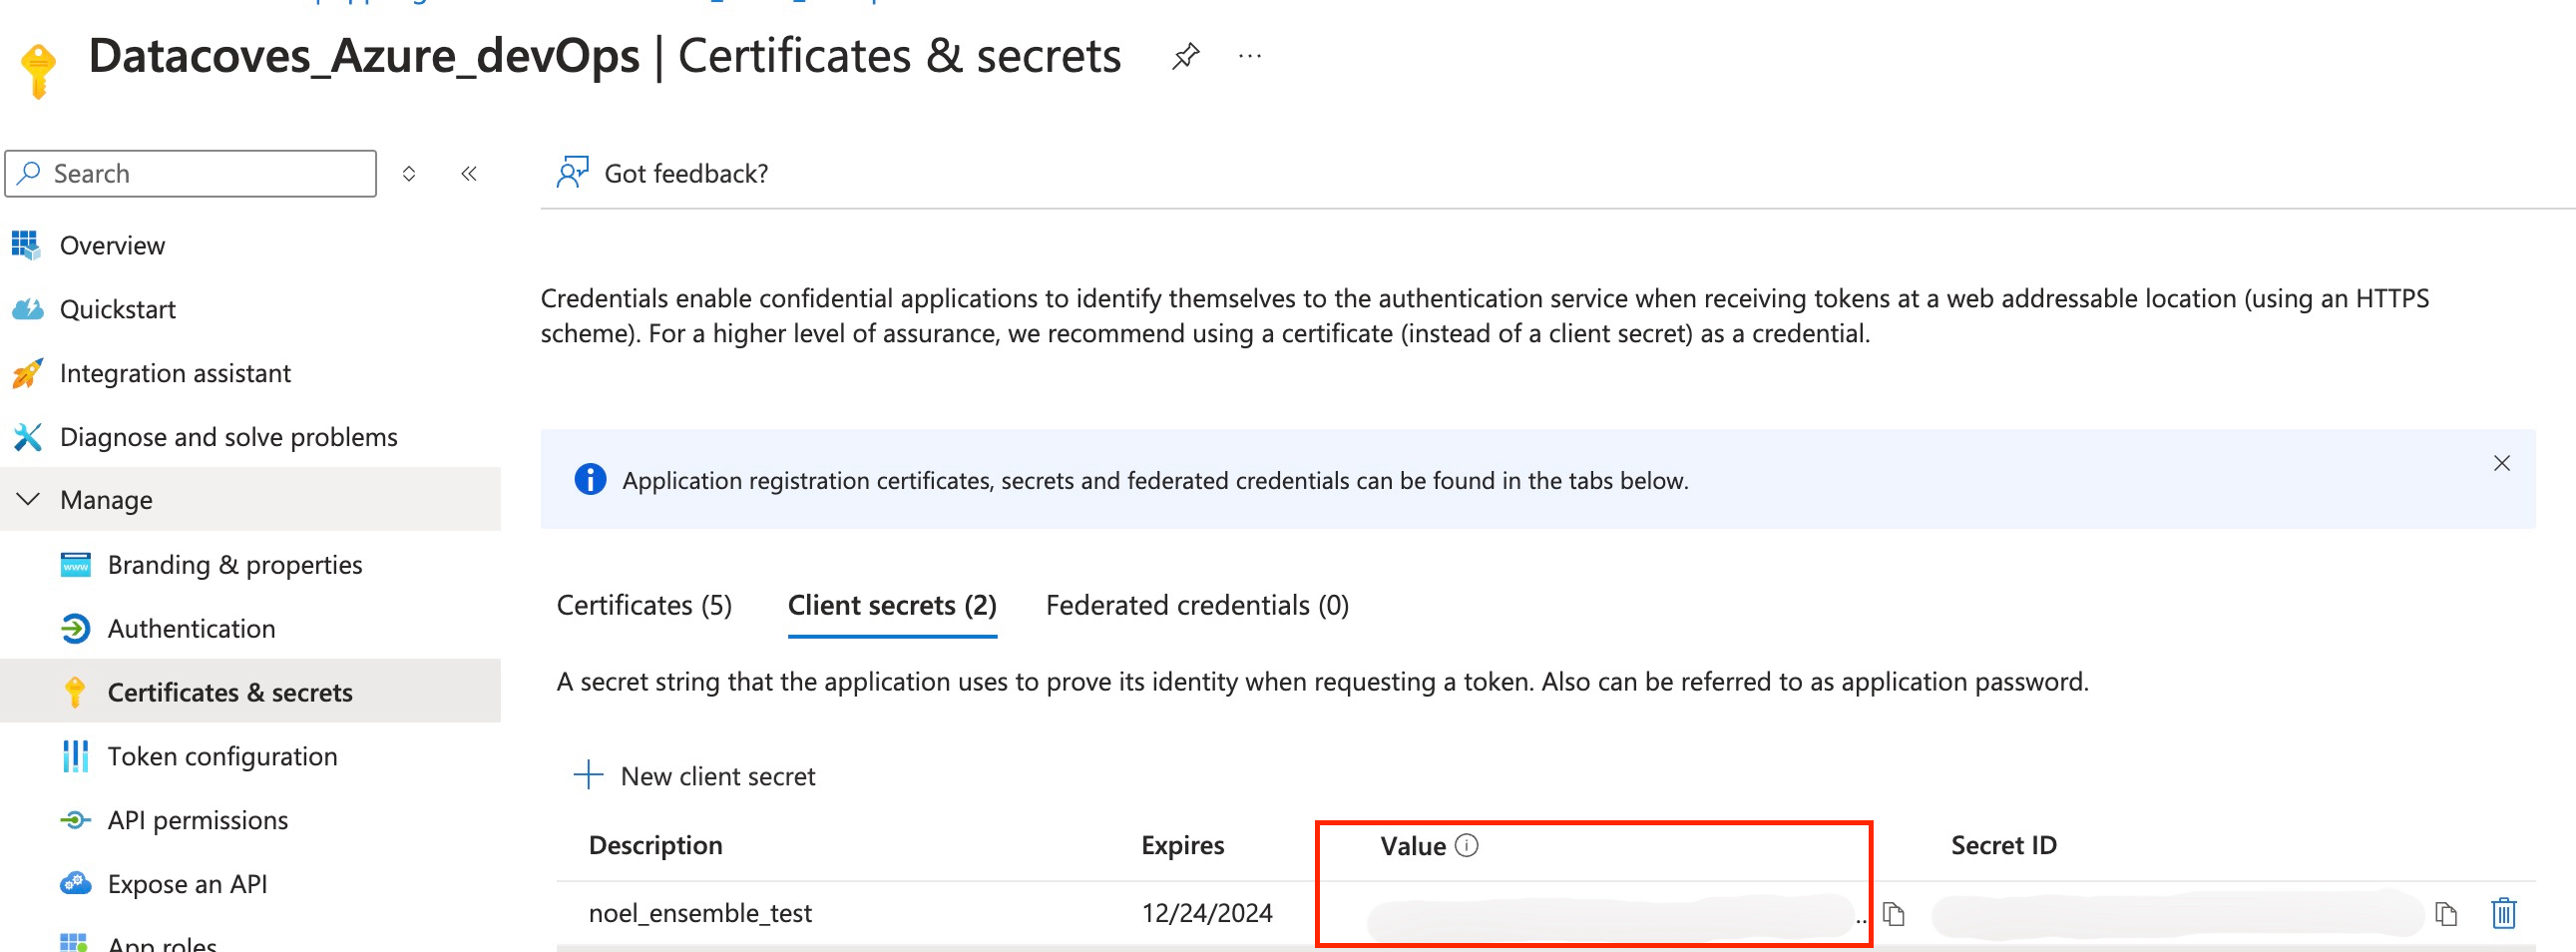 Datacoves_Azure_devOps | Certificates & secrets
Search
Got feedback?
Overview
Quickstart
Integration assistant
Diagnose and solve problems
Manage
Branding & properties
Authentication
Certificates & secrets
Token configuration
API permissions
Expose an API
App roles
Credentials enable confidential applications to identify themselves to the authentication service when receiving tokens at a web addressable location (using an HTTPS
scheme). For a higher level of assurance, we recommend using a certificate (instead of a client secret) as a credential.
Application registration certificates, secrets and federated credentials can be found in the tabs below.
Certificates (5) Client secrets (2) Federated credentials (0)
A secret string that the application uses to prove its identity when requesting a token. Also can be referred to as application password.
New client secret
Description Expires Value Secret ID
noel_ensemble_test 12/24/2024 ..